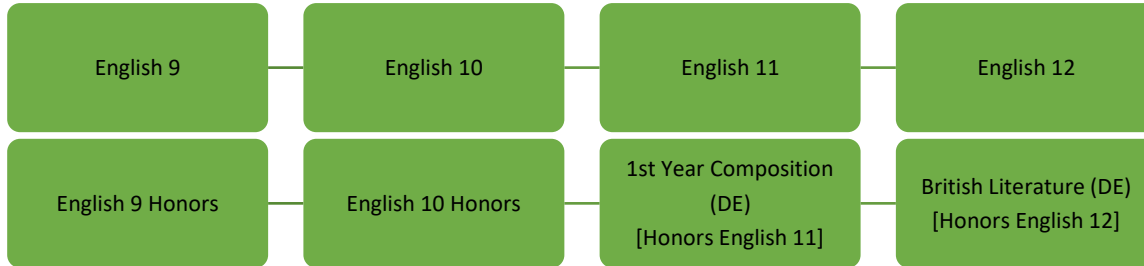 English 9
English 10
English 11
English 12
English 9 Honors
English 10 Honors
1st Year Composition
(DE)
[Honors English 11]
British Literature (DE)
[Honors English 12]